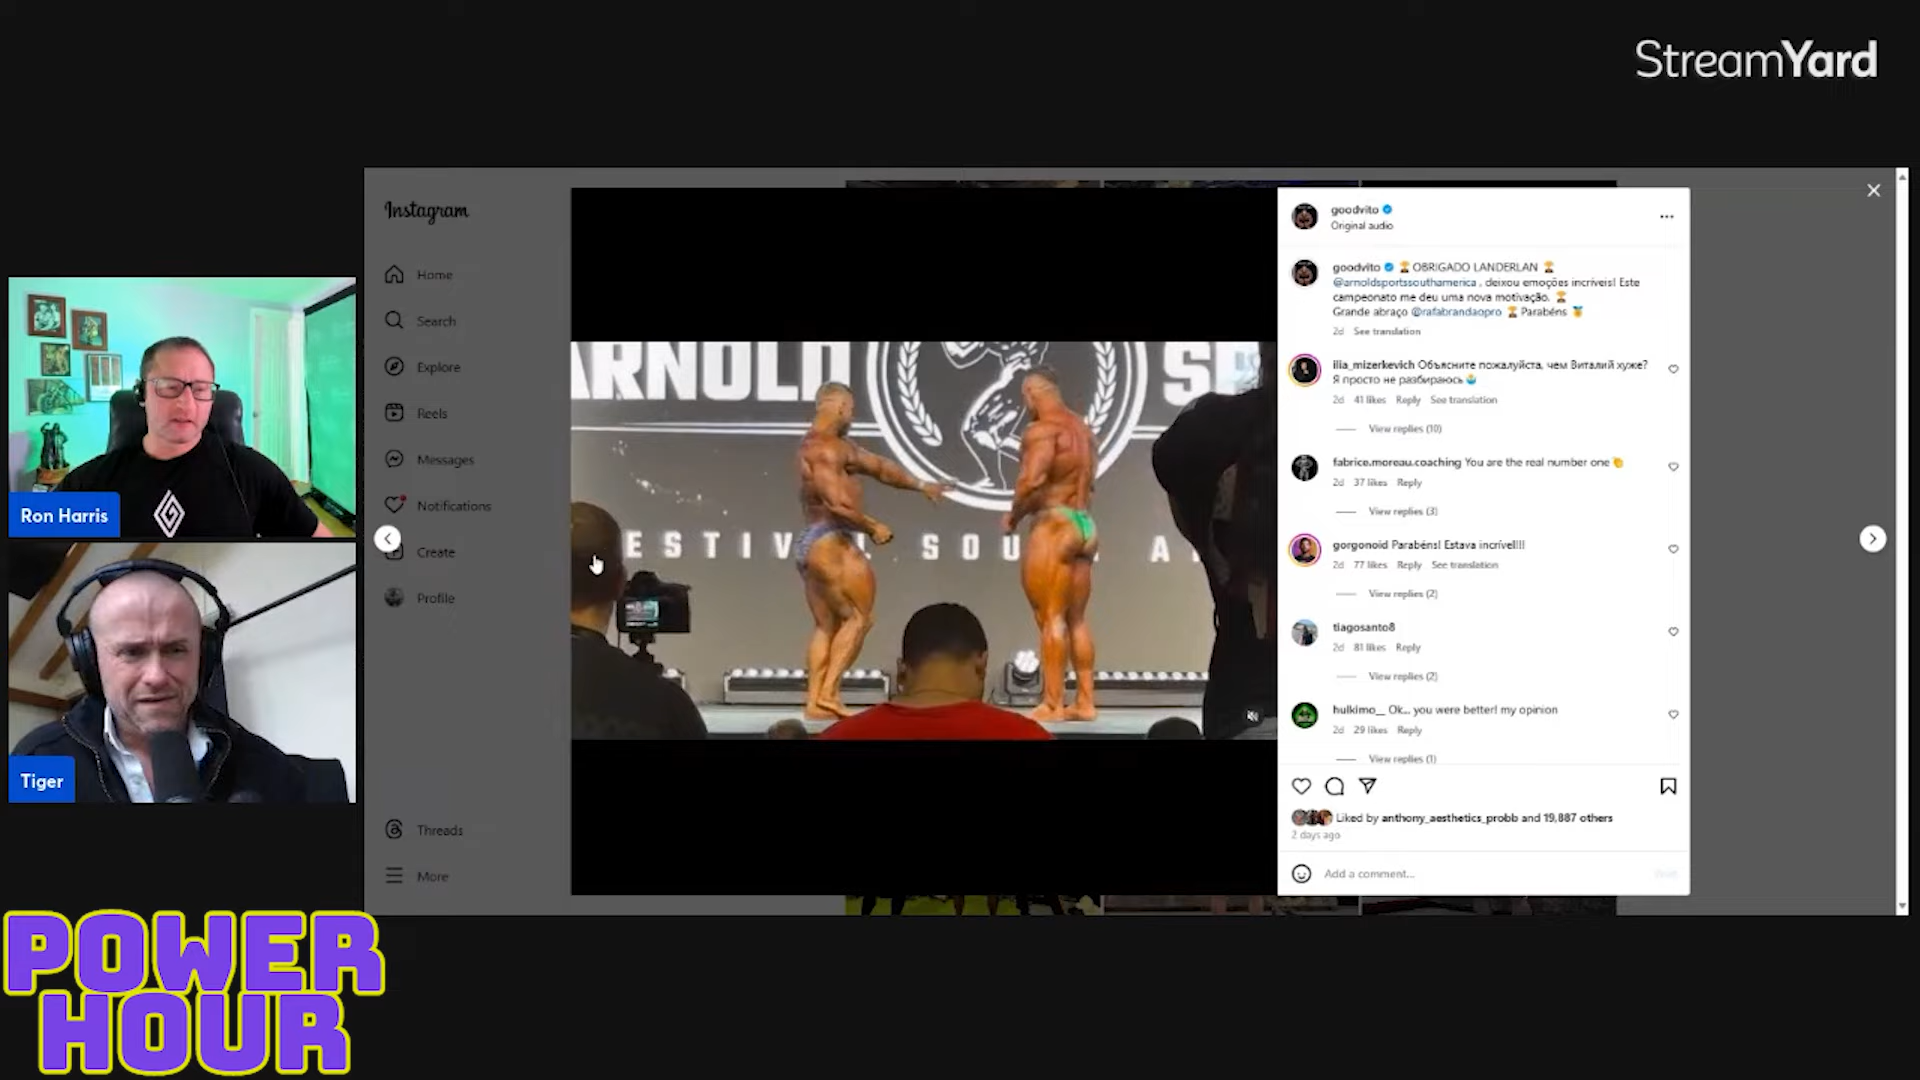 StreamYard
Instagram
Home
Search
Explore
Reels
Messages
Notifications
Create
Profile
Threads
More
Ron Harris
Tiger
POWER
HOUR
ARNOLD SP
ESTIV SOU A
goodvito
Original audio
goodvito 🏆OBRIGADO LANDERLAN 🏆
@arnoldsportssouthamerica , deixou emoções incríveis! Este
campeonato me deu uma nova motivação. 🏆
Grande abraço @rafabrandaopro 🏆Parabéns 🏅
2d See translation
ilia_mizerkevich Объясните пожалуйста, чем Виталий хуже?
Я просто не разбираюсь🤷‍♂️
2d 41 likes Reply See translation
View replies (10)
fabrice.moreau.coaching You are the real number one👏
2d 37 likes Reply
View replies (3)
gorgonoid Parabéns! Estava incrível!!!
2d 77 likes Reply See translation
View replies (2)
tiagosanto8
2d 81 likes Reply
View replies (2)
hulkimo__ Ok... you were better! my opinion
2d 29 likes Reply
View replies (1)
Liked by anthony_aesthetics_probb and 19,887 others
2 days ago
Add a comment...